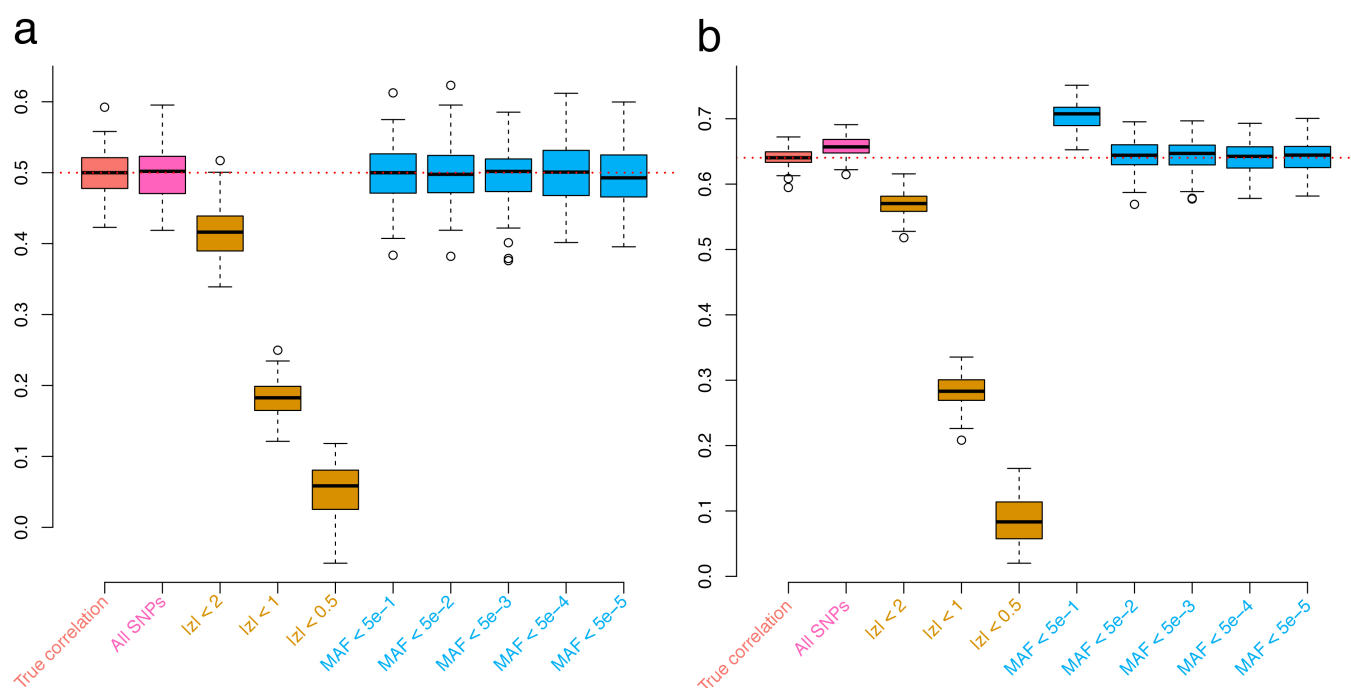 a
0.6
0.5
0.4
0.3
0.2
0.1
0.0
True correlation
All SNPs
|z| < 2
|z| < 1
|z| < 0.5
MAF < 5e−1
MAF < 5e−2
MAF < 5e−3
MAF < 5e−4
MAF < 5e−5
b
0.7
0.6
0.5
0.4
0.3
0.2
0.1
0.0
True correlation
All SNPs
|z| < 2
|z| < 1
|z| < 0.5
MAF < 5e−1
MAF < 5e−2
MAF < 5e−3
MAF < 5e−4
MAF < 5e−5